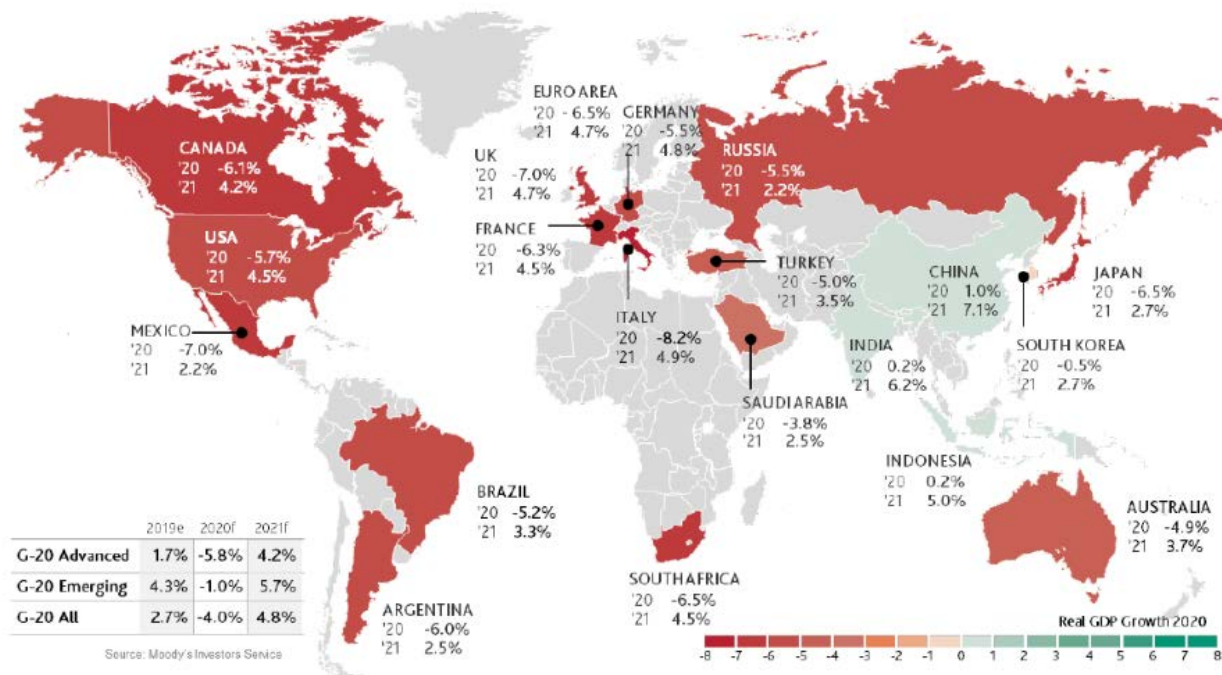 EURO AREA
'20 -6.5%
'21 4.7%
GERMANY
'20 -5.5%
'21 4.8%
CANADA
'20 -6.1%
'21 4.2%
UK
'20 -7.0%
'21 4.7%
RUSSIA
'20 -5.5%
'21 2.2%
USA
'20 -5.7%
'21 4.5%
FRANCE
'20 -6.3%
'21 4.5%
TURKEY
'20 -5.0%
'21 3.5%
CHINA
'20 1.0%
'21 7.1%
JAPAN
'20 -6.5%
'21 2.7%
MEXICO
'20 -7.0%
'21 2.2%
ITALY
'20 -8.2%
'21 4.9%
INDIA
'20 0.2%
'21 6.2%
SOUTH KOREA
'20 -0.5%
'21 2.7%
SAUDI ARABIA
'20 -3.8%
'21 2.5%
INDONESIA
'20 0.2%
'21 5.0%
BRAZIL
'20 -5.2%
'21 3.3%
AUSTRALIA
'20 -4.9%
'21 3.7%
SOUTH AFRICA
'20 -6.5%
'21 4.5%
ARGENTINA
'20 -6.0%
'21 2.5%
2019e 2020f 2021f
G-20 Advanced 1.7% -5.8% 4.2%
G-20 Emerging 4.3% -1.0% 5.7%
G-20 All 2.7% -4.0% 4.8%
Source: Moody's Investors Service
Real GDP Growth 2020
-8 -7 -6 -5 -4 -3 -2 -1 0 1 2 3 4 5 6 7 8